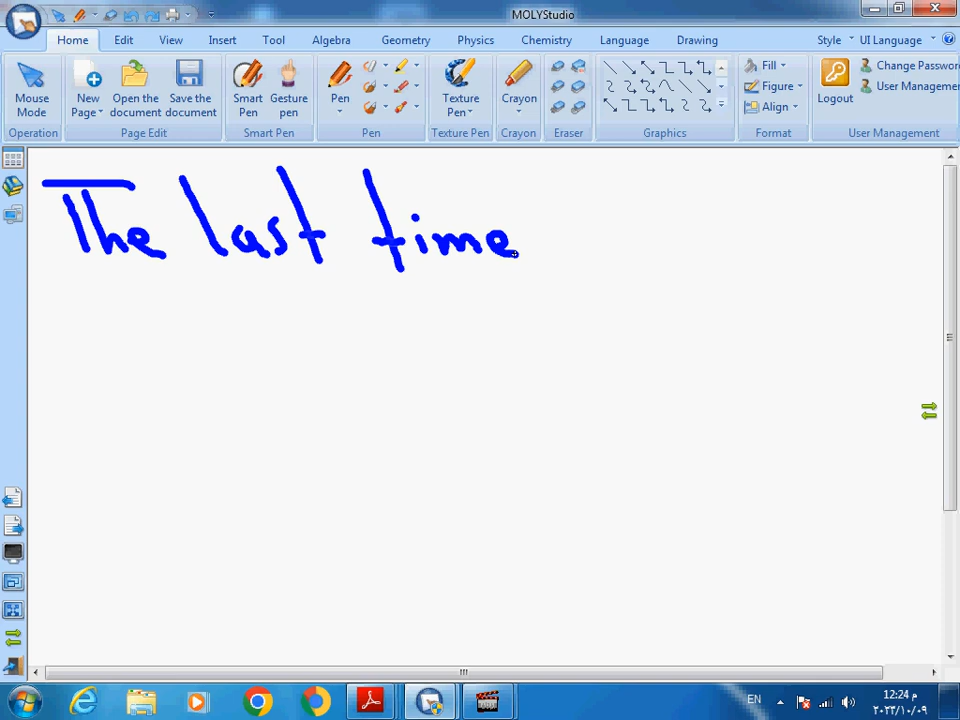 MOLYStudio
Home Edit View Insert Tool Algebra Geometry Physics Chemistry Language Drawing Style UI Language
Mouse Mode
New Page
Open the document
Save the document
Smart Pen
Gesture pen
Pen
Texture Pen
Crayon
Fill
Figure
Align
Logout
Change Passwor
User Manageme
Operation Page Edit Smart Pen Pen Texture Pen Crayon Eraser Graphics Format User Management
The last time
EN
12:24 م
٢٠٢٣/١٠/٠٩